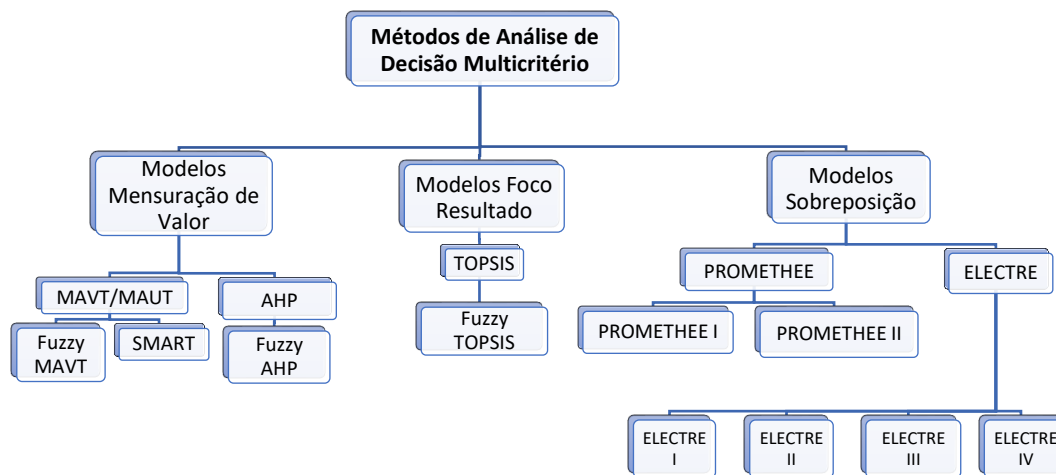 Métodos de Análise de
Decisão Multicritério
Modelos
Mensuração de
Valor
Modelos Foco
Resultado
Modelos
Sobreposição
MAVT/MAUT
AHP
TOPSIS
PROMETHEE
ELECTRE
Fuzzy
MAVT
SMART
Fuzzy
AHP
Fuzzy
TOPSIS
PROMETHEE I
PROMETHEE II
ELECTRE
I
ELECTRE
II
ELECTRE
III
ELECTRE
IV